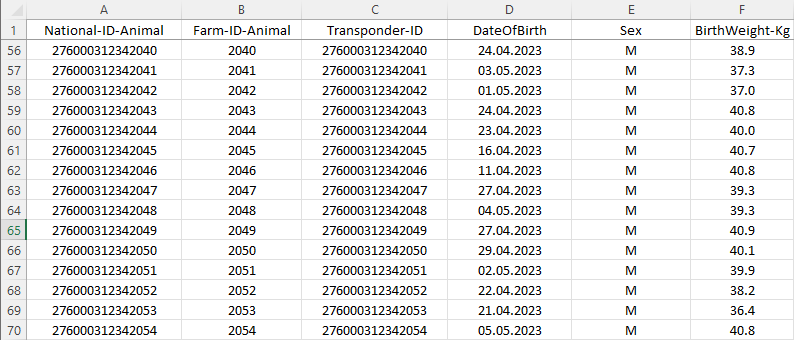 A B C D E F
1 National-ID-Animal Farm-ID-Animal Transponder-ID DateOfBirth Sex BirthWeight-Kg
56 276000312342040 2040 276000312342040 24.04.2023 M 38.9
57 276000312342041 2041 276000312342041 03.05.2023 M 37.3
58 276000312342042 2042 276000312342042 01.05.2023 M 37.0
59 276000312342043 2043 276000312342043 24.04.2023 M 40.8
60 276000312342044 2044 276000312342044 23.04.2023 M 40.0
61 276000312342045 2045 276000312342045 16.04.2023 M 40.7
62 276000312342046 2046 276000312342046 11.04.2023 M 40.8
63 276000312342047 2047 276000312342047 27.04.2023 M 39.3
64 276000312342048 2048 276000312342048 04.05.2023 M 39.3
65 276000312342049 2049 276000312342049 27.04.2023 M 40.9
66 276000312342050 2050 276000312342050 29.04.2023 M 40.1
67 276000312342051 2051 276000312342051 02.05.2023 M 39.9
68 276000312342052 2052 276000312342052 22.04.2023 M 38.2
69 276000312342053 2053 276000312342053 21.04.2023 M 36.4
70 276000312342054 2054 276000312342054 05.05.2023 M 40.8